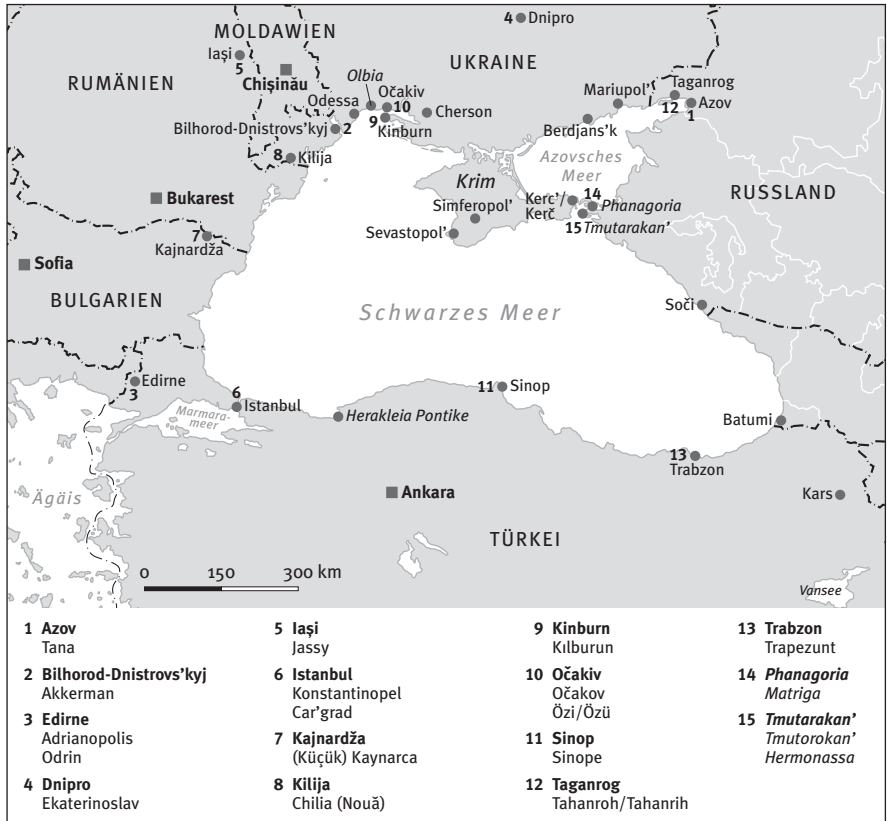 4 Dnipro
MOLDAWIEN
Iaşi
5
UKRAINE
RUMÄNIEN
Chişinău
Olbia
Očakiv
10
Mariupol’
Taganrog
12
Azov
1
Odessa
Cherson
Bilhorod-Dnistrovs’kyj
2
9
Kinburn
Berdjans’k
8 Kilija
Azovsches
Meer
Krim
Kerc’/
Kerč
14
Phanagoria
RUSSLAND
Bukarest
Simferopol’
15 Tmutarakan’
7
Kajnardža
Sevastopol’
Sofia
BULGARIEN
Schwarzes Meer
Soči
Edirne
3
6
Istanbul
11 Sinop
Marmara-
meer
Herakleia Pontike
Batumi
13
Trabzon
Ägäis
Ankara
Kars
TÜRKEI
0 150 300 km
Vansee
1 Azov
Tana
2 Bilhorod-Dnistrovs’kyj
Akkerman
3 Edirne
Adrianopolis
Odrin
4 Dnipro
Ekaterinoslav
5 Iaşi
Jassy
6 Istanbul
Konstantinopel
Car’grad
7 Kajnardža
(Küçük) Kaynarca
8 Kilija
Chilia (Nouă)
9 Kinburn
Kılburun
10 Očakiv
Očakov
Özi/Özü
11 Sinop
Sinope
12 Taganrog
Tahanroh/Tahanrih
13 Trabzon
Trapezunt
14 Phanagoria
Matriga
15 Tmutarakan’
Tmutorokan’
Hermonassa